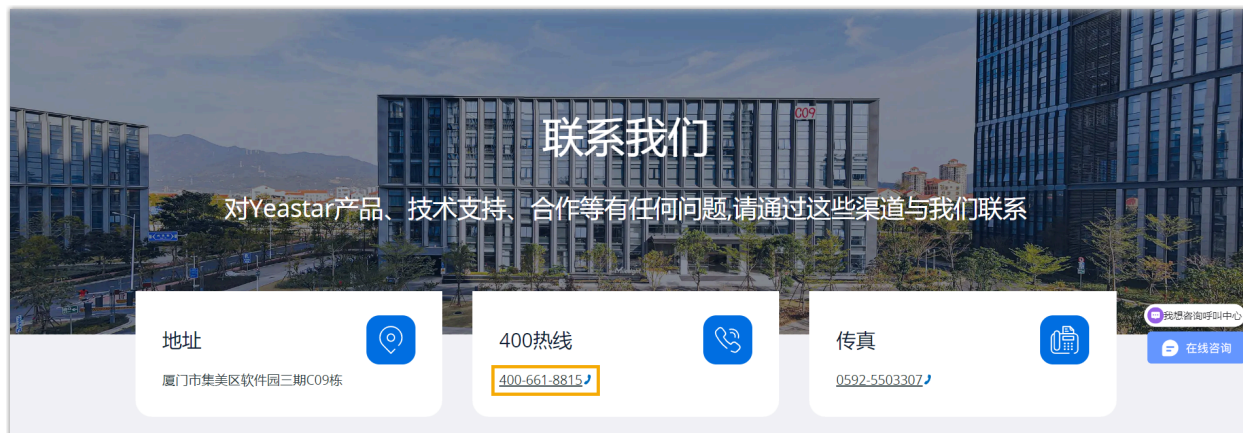 C09
联系我们
对Yeastar产品、技术支持、合作等有任何问题,请通过这些渠道与我们联系
地址
厦门市集美区软件园三期C09栋
400热线
400-661-8815
传真
0592-5503307
我想咨询呼叫中心
在线咨询